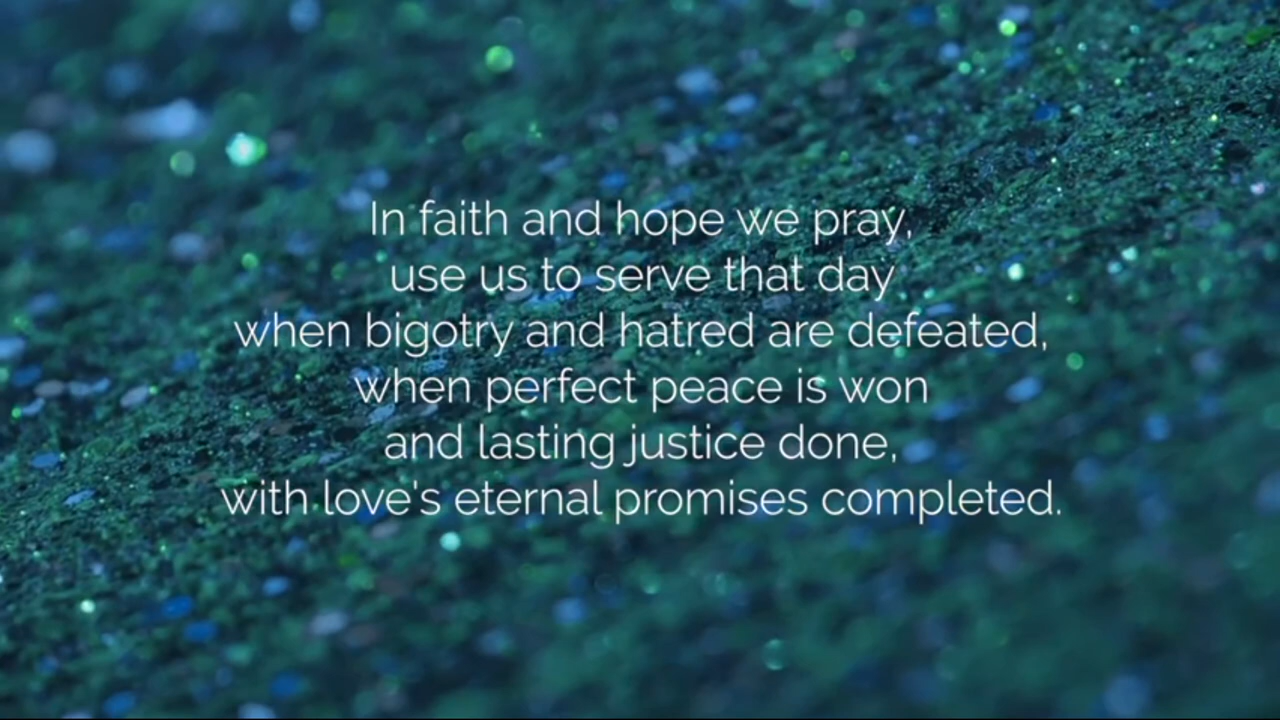 In faith and hope we pray,
use us to serve that day
when bigotry and hatred are defeated,
when perfect peace is won
and lasting justice done,
with love's eternal promises completed.